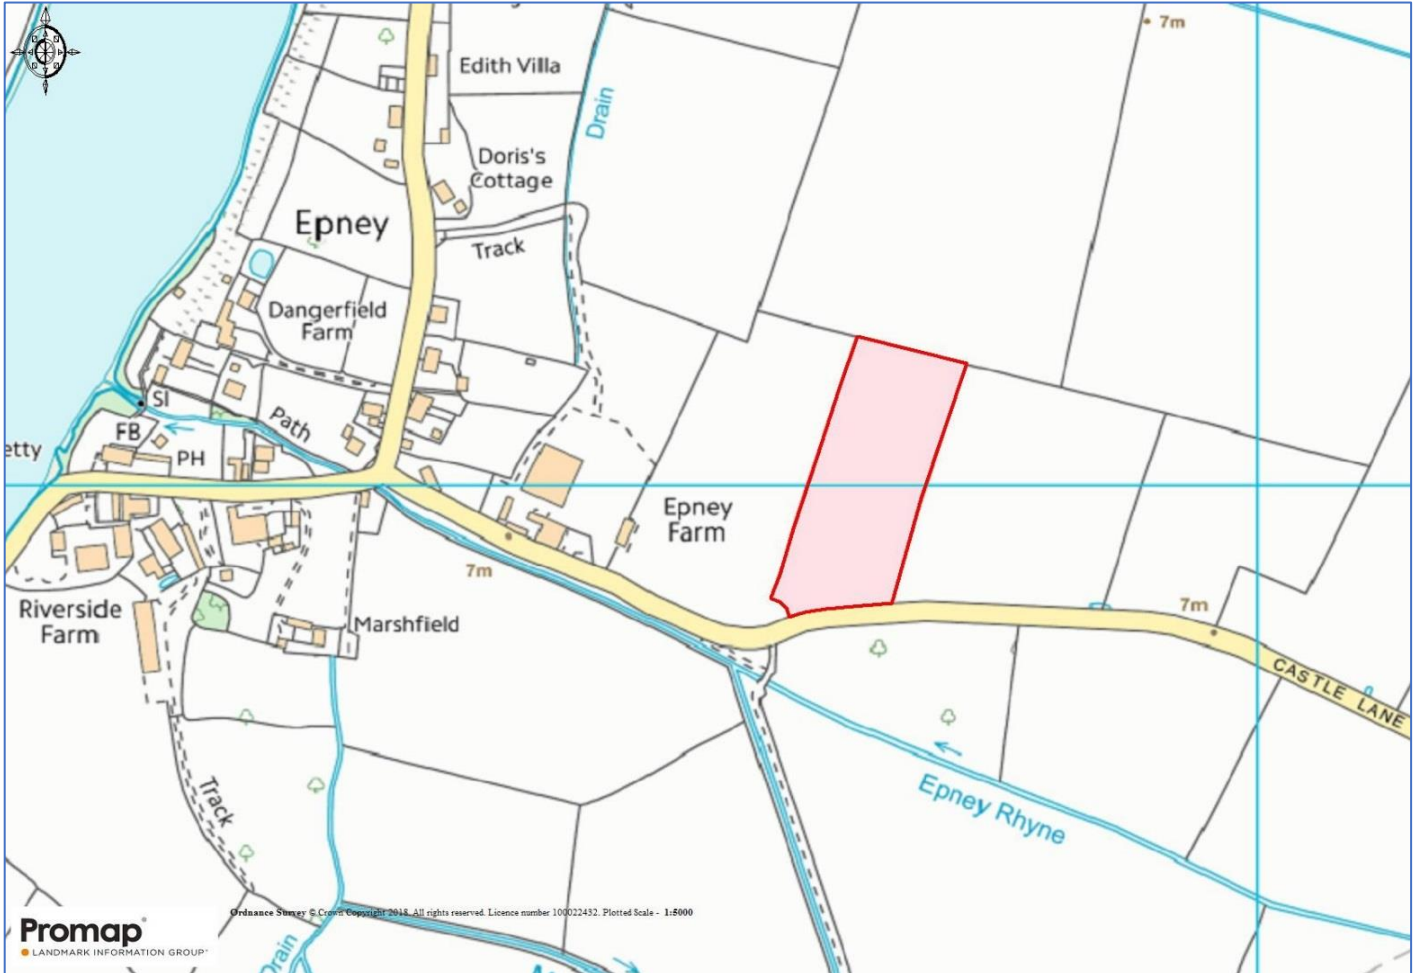 7m
Edith Villa
Drain
Doris's
Cottage
Epney
Track
Dangerfield
Farm
SI
Path
FB
PH
etty
Epney
Farm
7m
7m
Riverside
Farm
Marshfield
CASTLE LANE
Epney Rhyne
Track
Ordnance Survey © Crown Copyright 2018. All rights reserved. Licence number 100022432. Plotted Scale - 1:5000
Promap
LANDMARK INFORMATION GROUP
Drain